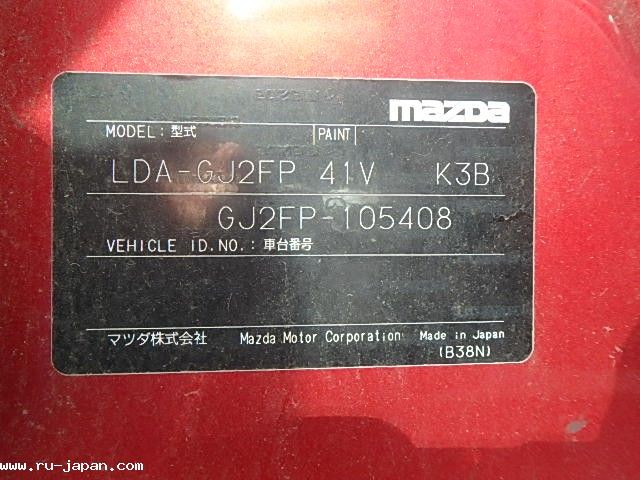 mazda
MODEL: 型式 PAINT
LDA-GJ2FP 41V K3B
GJ2FP-105408
VEHICLE ID.NO.: 車台番号
マツダ株式会社 Mazda Motor Corporation Made in Japan
(B38N)
www.ru-japan.com